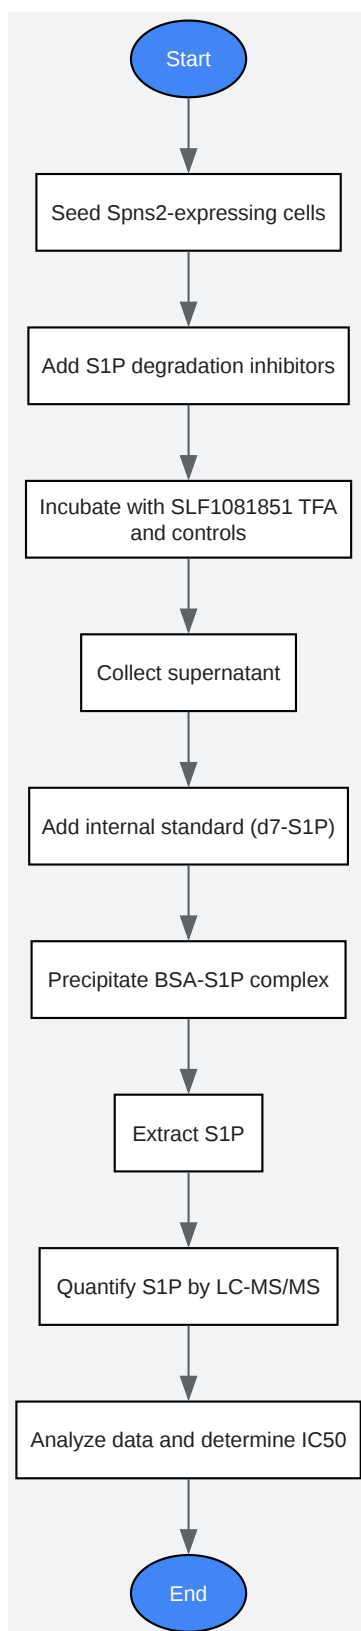 Start
Seed Spns2-expressing cells
Add S1P degradation inhibitors
Incubate with SLF1081851 TFA
and controls
Collect supernatant
Add internal standard (d7-S1P)
Precipitate BSA-S1P complex
Extract S1P
Quantify S1P by LC-MS/MS
Analyze data and determine IC50
End